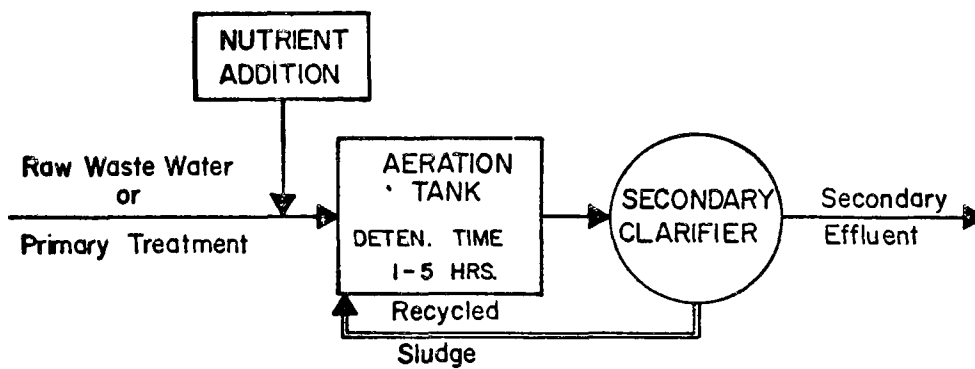 NUTRIENT
ADDITION
Raw Waste Water
or
Primary Treatment
AERATION
TANK
DETEN. TIME
1-5 HRS.
SECONDARY
CLARIFIER
Secondary
Effluent
Recycled
Sludge